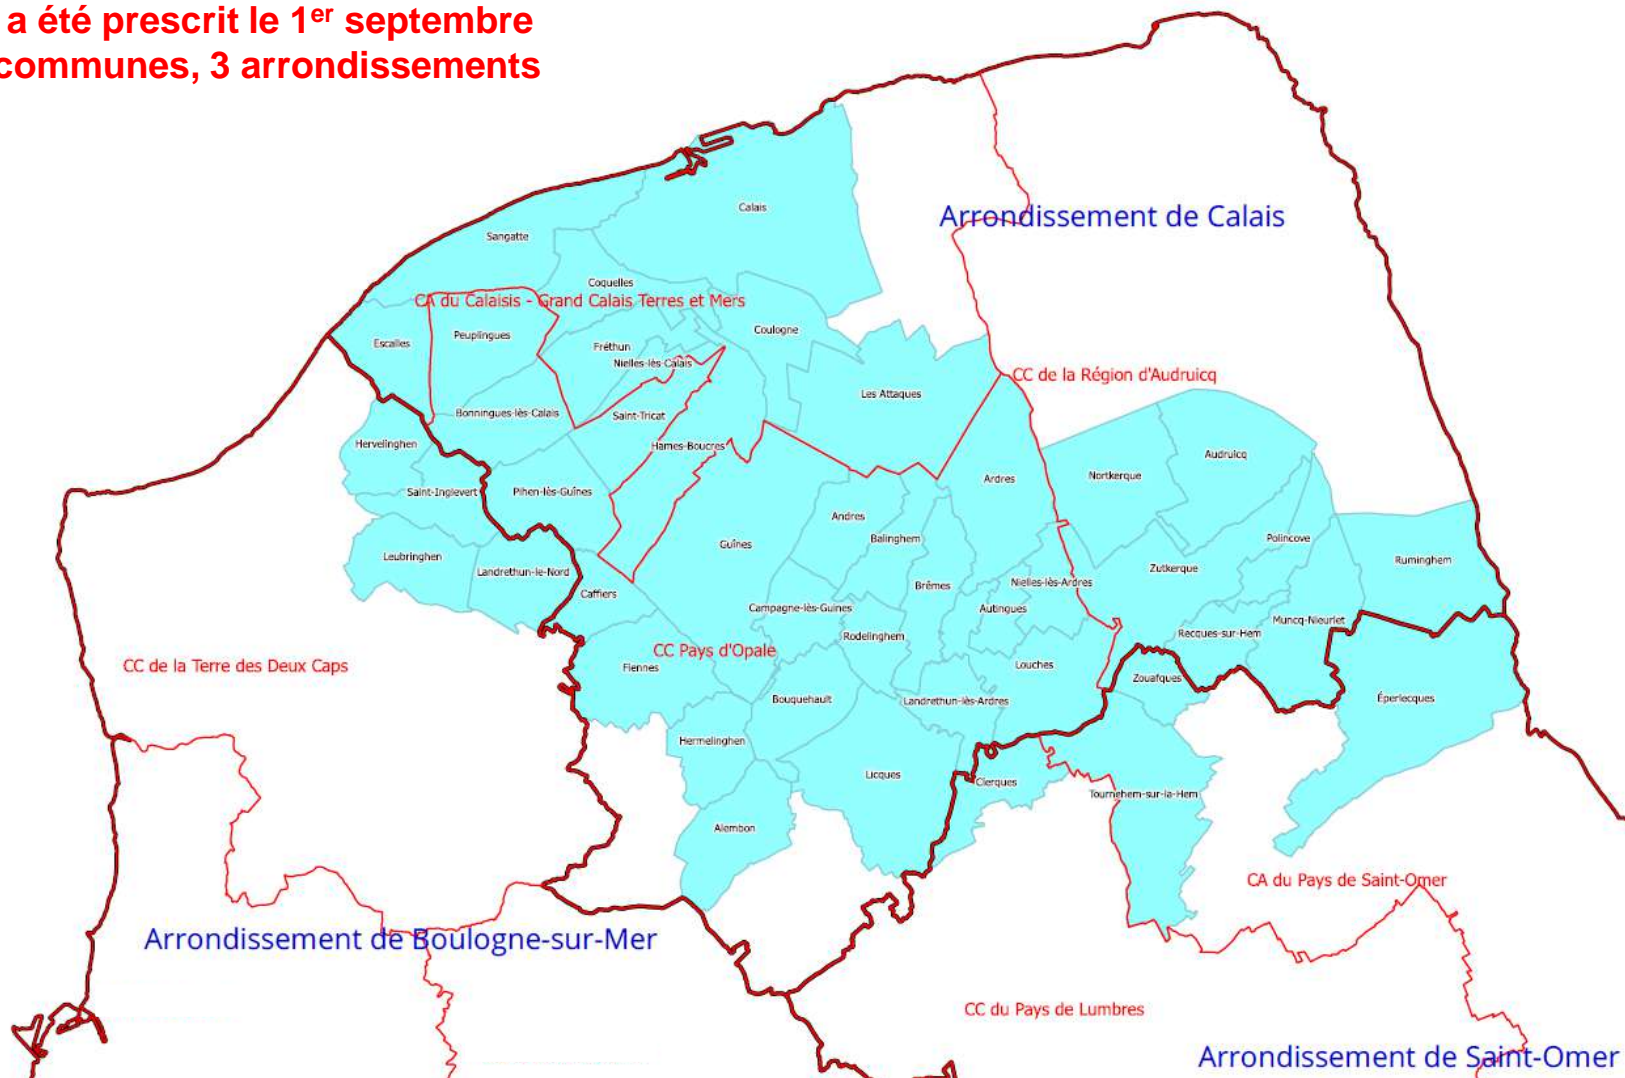 a été prescrit le 1er septembre
communes, 3 arrondissements
Calais
Arrondissement de Calais
Sangatte
Coquelles
CA du Calaisis - Grand Calais Terres et Mers
Peuplingues
Coulogne
Escalles
Fréthun
Nielles-lès-Calais
CC de la Région d'Audruicq
Les Attaques
Bonningues-lès-Calais
Saint-Tricat
Hervelinghen
Hames-Boucres
Audruicq
Nortkerque
Ardres
Saint-Inglevert
Pihen-lès-Guînes
Andres
Balinghem
Polincove
Guînes
Leubringhen
Ruminghem
Landrethun-le-Nord
Zutkerque
Nielles-lès-Ardres
Brêmes
Caffiers
Campagne-lès-Guines
Autingues
Muncq-Nieurlet
Recques-sur-Hem
Rodelinghem
CC Pays d'Opale
CC de la Terre des Deux Caps
Fiennes
Louches
Zouafques
Bouquehault
Landrethun-lès-Ardres
Éperlecques
Hermelinghen
Licques
Clerques
Tournehem-sur-la-Hem
Alembon
CA du Pays de Saint-Omer
Arrondissement de Boulogne-sur-Mer
CC du Pays de Lumbres
Arrondissement de Saint-Omer